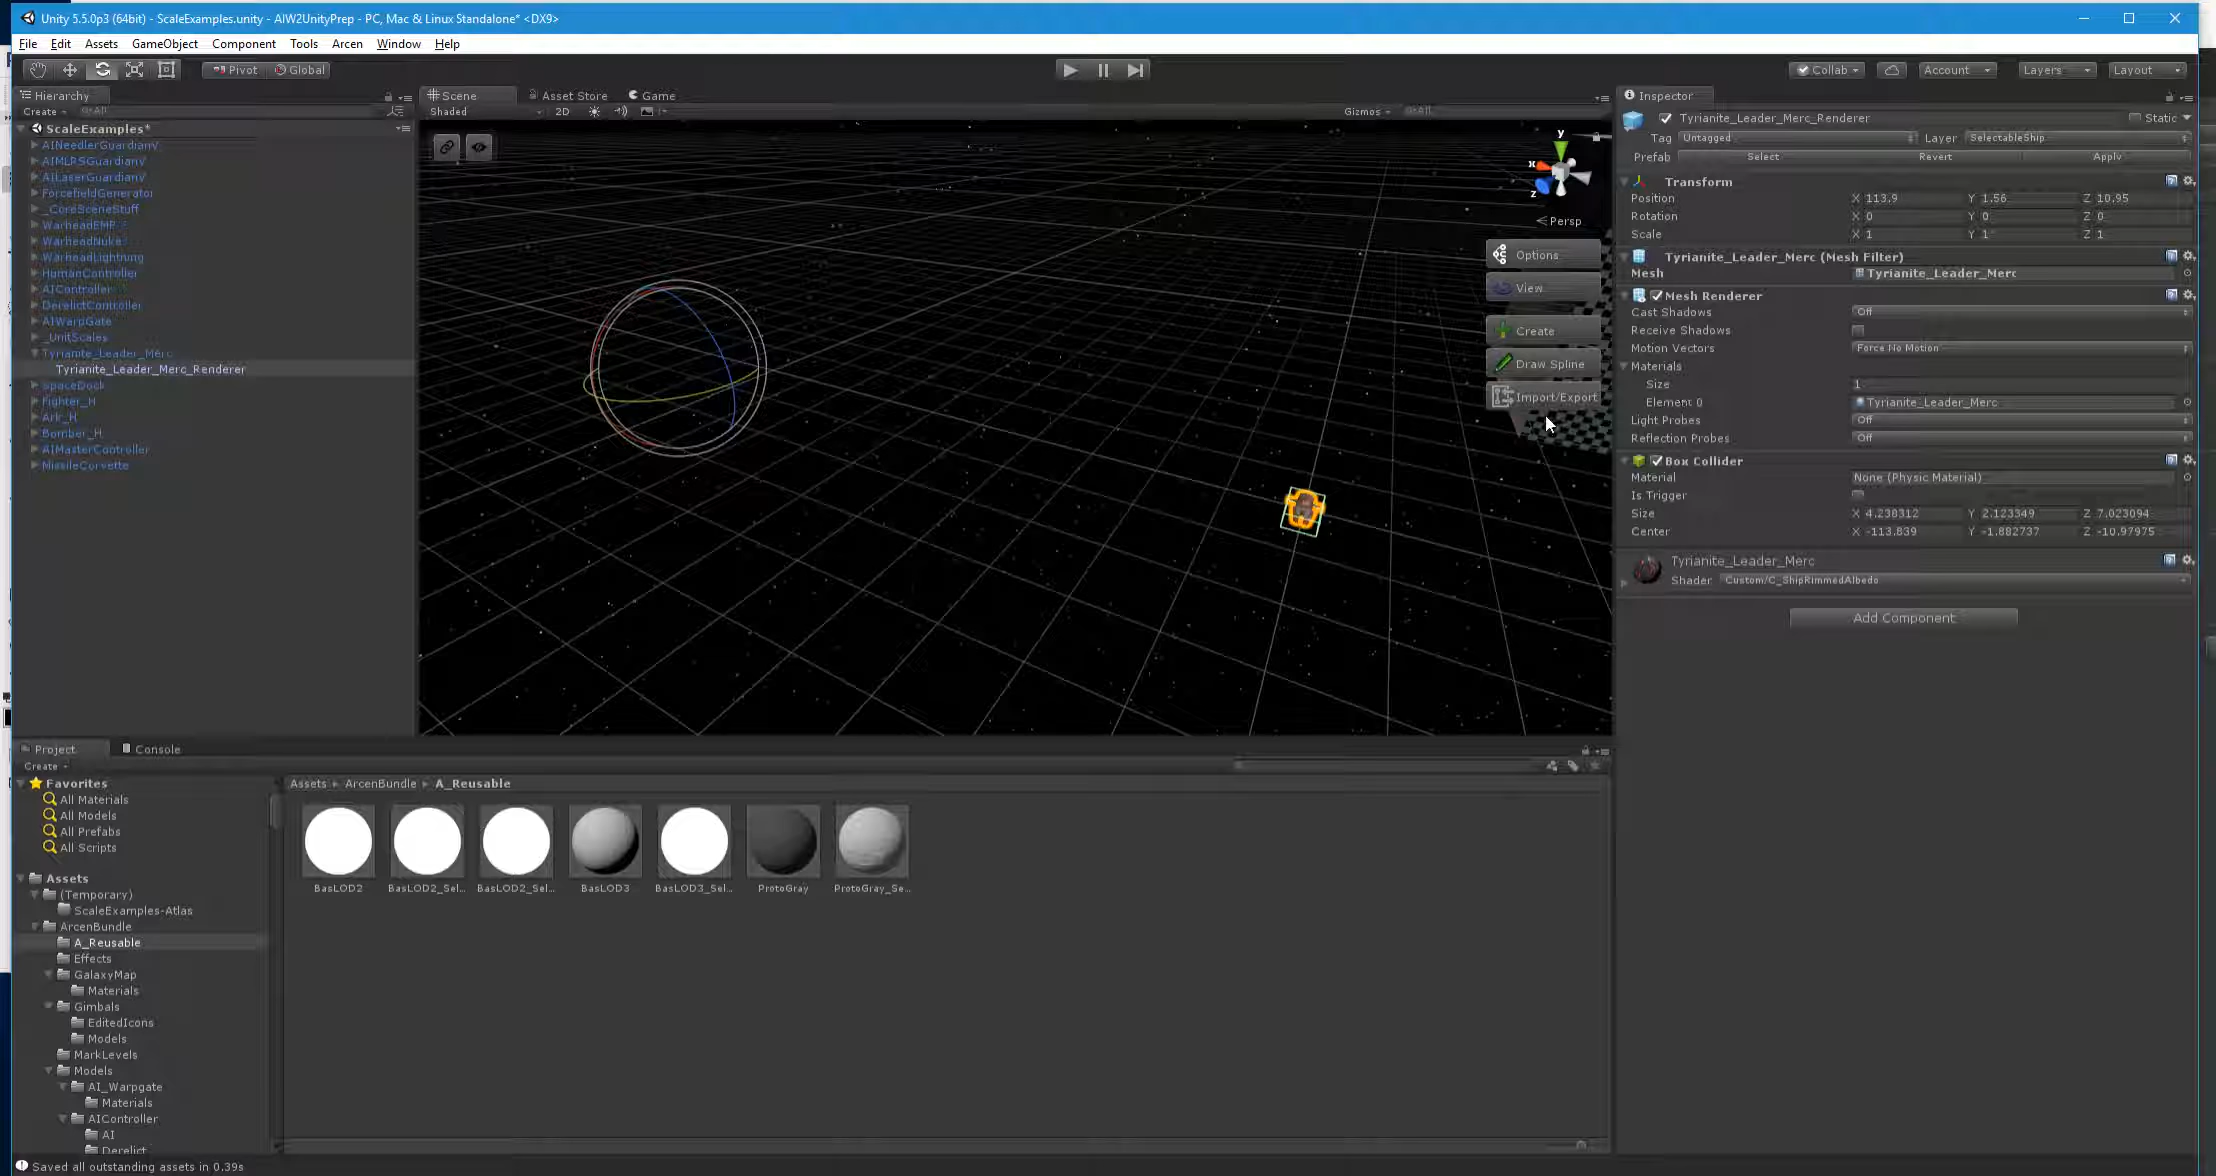 Unity 5.5.0p3 (64bit) - ScaleExamples.unity - AIW2UnityPrep - PC, Mac & Linux Standalone* <DX9>
File Edit Assets GameObject Component Tools Arcen Window Help
Pivot Global Collab Account Layers Layout
Hierarchy
Create
ScaleExamples*
AINeedlerGuardianV
AIMLRSGuardianV
AILaserGuardianV
ForcefieldGenerator
_CoreSceneStuff
WarheadEMP
WarheadNuke
WarheadLightning
HumanController
AIController
DerelictController
AIWarpGate
_UnitScales
Tyrianite_Leader_Merc
Tyrianite_Leader_Merc_Renderer
SpaceDock
Fighter_H
Ark_H
Bomber_H
AIMasterController
MissileCorvette
Scene Asset Store Game
Shaded 2D Gizmos
y
x
z
Persp
Options
View
Create
Draw Spline
Import/Export
Inspector
Tyrianite_Leader_Merc_Renderer Static
Tag Untagged Layer SelectableShip
Prefab Select Revert Apply
Transform
Position X 113.9 Y 1.56 Z 10.95
Rotation X 0 Y 0 Z 0
Scale X 1 Y 1 Z 1
Tyrianite_Leader_Merc (Mesh Filter)
Mesh Tyrianite_Leader_Merc
Mesh Renderer
Cast Shadows Off
Receive Shadows
Motion Vectors Force No Motion
Materials
Size 1
Element 0 Tyrianite_Leader_Merc
Light Probes Off
Reflection Probes Off
Box Collider
Material None (Physic Material)
Is Trigger
Size X 4.238312 Y 2.123349 Z 7.023094
Center X -113.839 Y -1.882737 Z -10.97975
Tyrianite_Leader_Merc
Shader Custom/C_ShipRimmedAlbedo
Add Component
Project Console
Create
Favorites
All Materials
All Models
All Prefabs
All Scripts
Assets
(Temporary)
ScaleExamples-Atlas
ArcenBundle
A_Reusable
Effects
GalaxyMap
Materials
Gimbals
EditedIcons
Models
MarkLevels
Models
AI_Warpgate
Materials
AIController
AI
Derelict
Assets ArcenBundle A_Reusable
BasLOD2 BasLOD2_Sel... BasLOD2_Sel... BasLOD3 BasLOD3_Sel... ProtoGray ProtoGray_Se...
Saved all outstanding assets in 0.39s